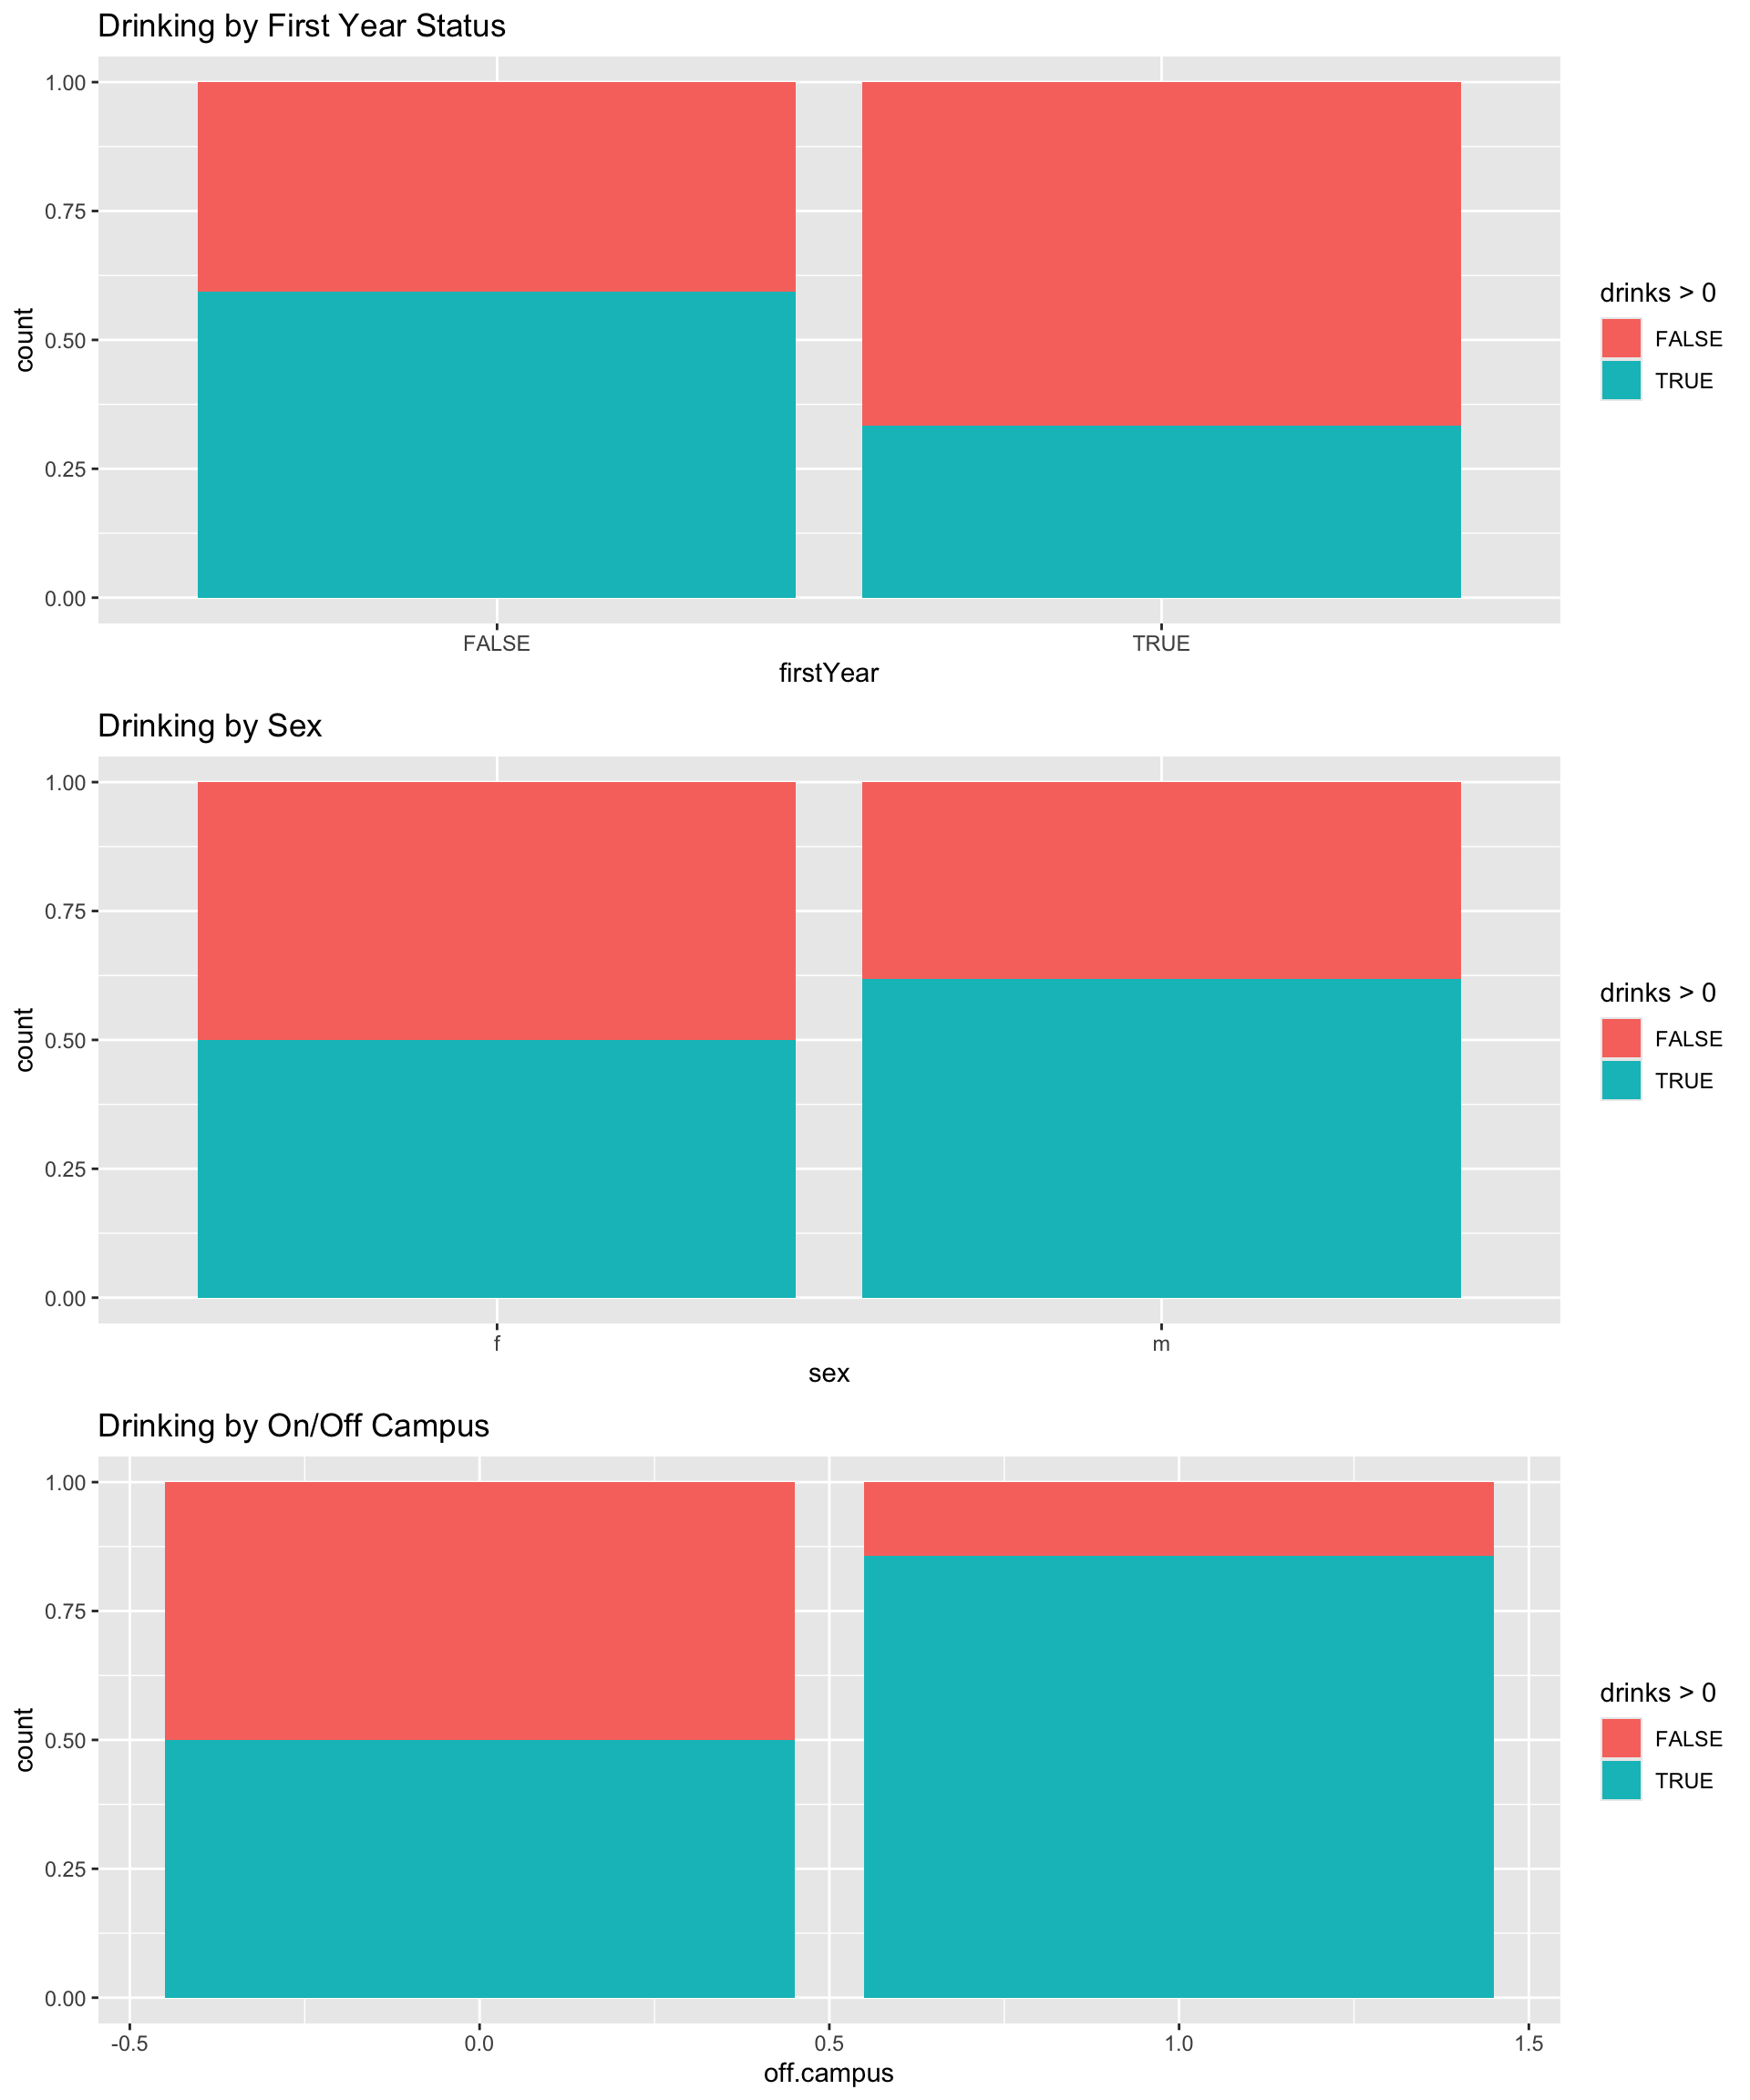 Drinking by First Year Status
1.00
0.75
0.50
0.25
0.00
count
FALSE
TRUE
firstYear
drinks > 0
FALSE
TRUE
Drinking by Sex
1.00
0.75
0.50
0.25
0.00
count
f
m
sex
drinks > 0
FALSE
TRUE
Drinking by On/Off Campus
1.00
0.75
0.50
0.25
0.00
count
-0.5
0.0
0.5
1.0
1.5
off.campus
drinks > 0
FALSE
TRUE